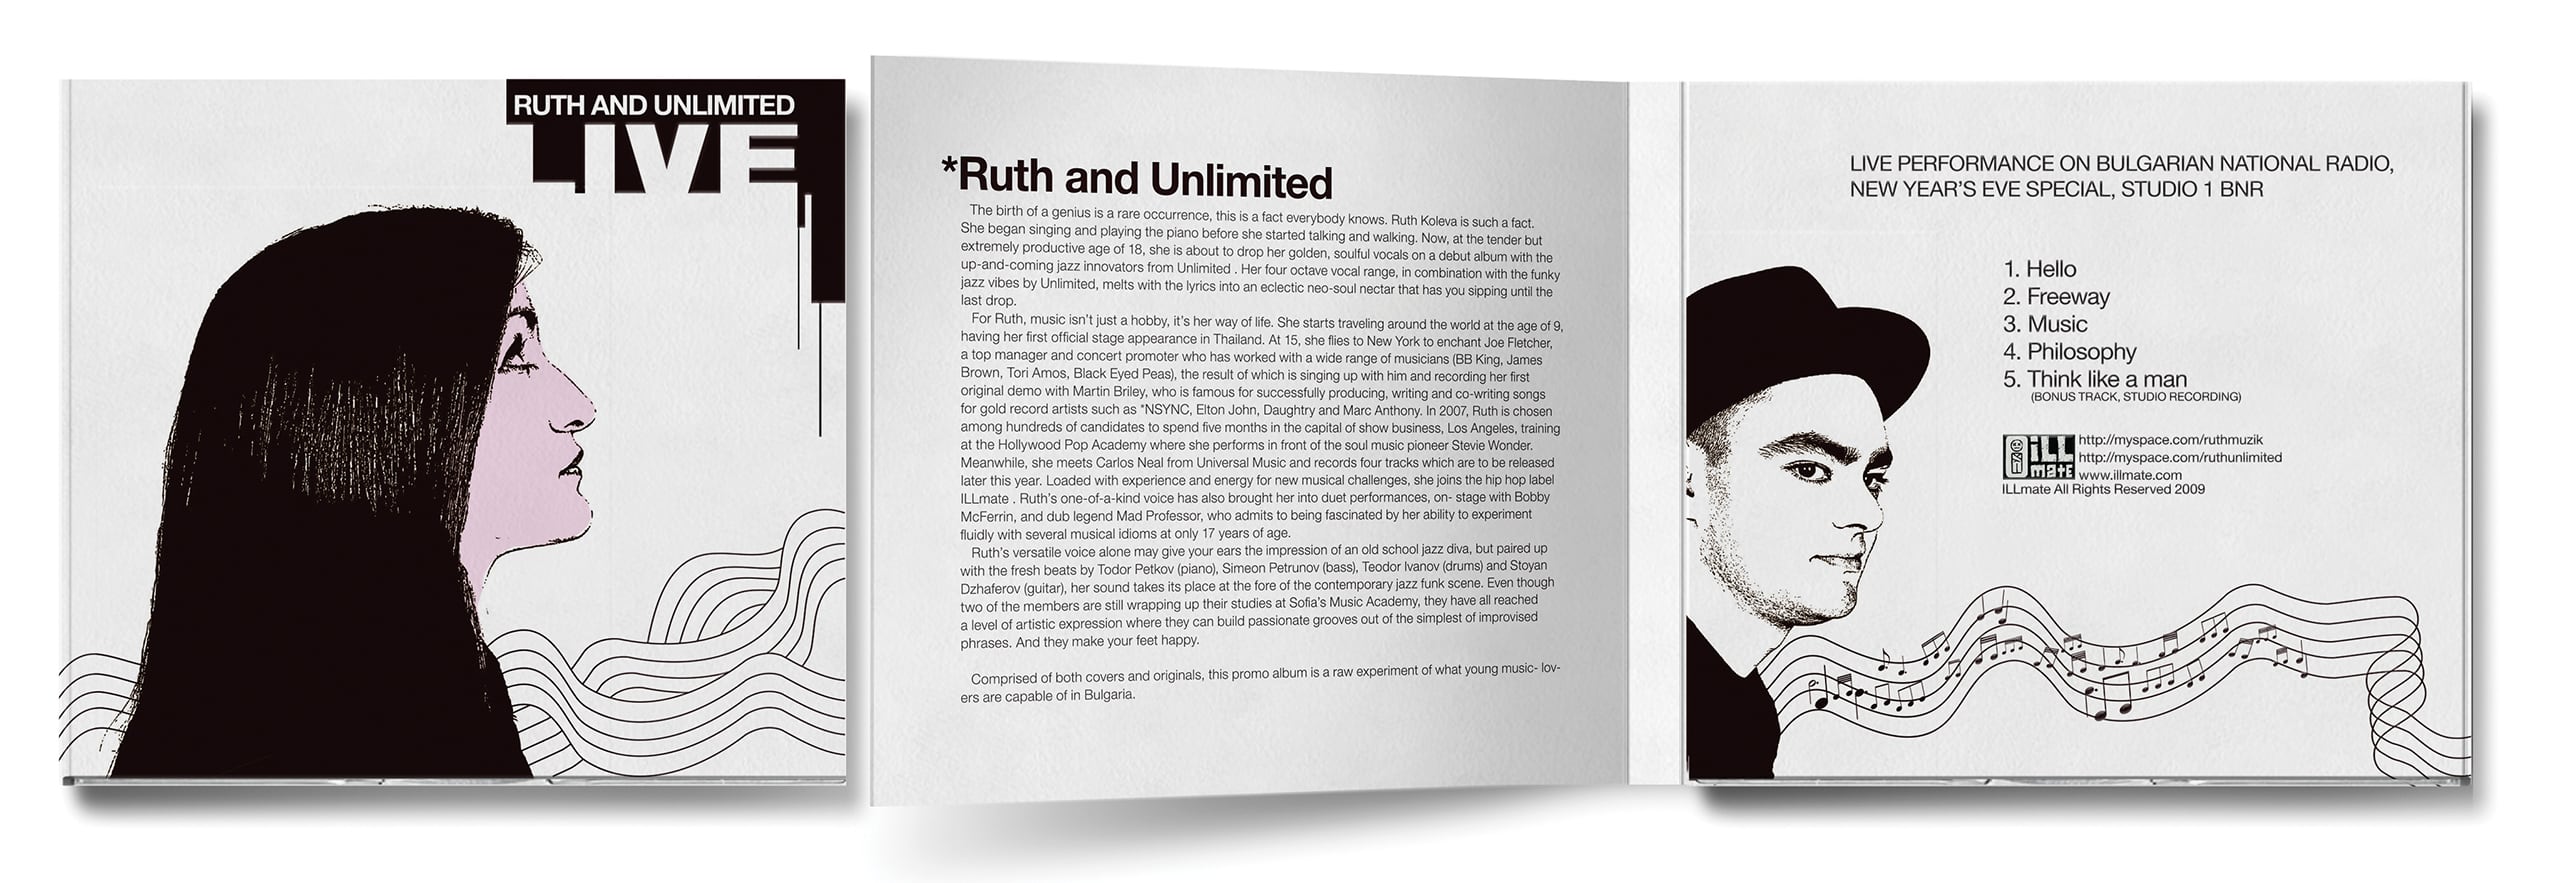 RUTH AND UNLIMITED
LIVE
*Ruth and Unlimited
The birth of a genius is a rare occurrence, this is a fact everybody knows. Ruth Koleva is such a fact.
She began singing and playing the piano before she started talking and walking. Now, at the tender but
extremely productive age of 18, she is about to drop her golden, soulful vocals on a debut album with the
up-and-coming jazz innovators from Unlimited . Her four octave vocal range, in combination with the funky
jazz vibes by Unlimited, melts with the lyrics into an eclectic neo-soul nectar that has you sipping until the
last drop.
For Ruth, music isn't just a hobby, it's her way of life. She starts traveling around the world at the age of 9,
having her first official stage appearance in Thailand. At 15, she flies to New York to enchant Joe Fletcher,
a top manager and concert promoter who has worked with a wide range of musicians (BB King, James
Brown, Tori Amos, Black Eyed Peas), the result of which is singing up with him and recording her first
original demo with Martin Briley, who is famous for successfully producing, writing and co-writing songs
for gold record artists such as *NSYNC, Elton John, Daughtry and Marc Anthony. In 2007, Ruth is chosen
among hundreds of candidates to spend five months in the capital of show business, Los Angeles, training
at the Hollywood Pop Academy where she performs in front of the soul music pioneer Stevie Wonder.
Meanwhile, she meets Carlos Neal from Universal Music and records four tracks which are to be released
later this year. Loaded with experience and energy for new musical challenges, she joins the hip hop label
ILLmate . Ruth's one-of-a-kind voice has also brought her into duet performances, on- stage with Bobby
McFerrin, and dub legend Mad Professor, who admits to being fascinated by her ability to experiment
fluidly with several musical idioms at only 17 years of age.
Ruth's versatile voice alone may give your ears the impression of an old school jazz diva, but paired up
with the fresh beats by Todor Petkov (piano), Simeon Petrunov (bass), Teodor Ivanov (drums) and Stoyan
Dzhaferov (guitar), her sound takes its place at the fore of the contemporary jazz funk scene. Even though
two of the members are still wrapping up their studies at Sofia's Music Academy, they have all reached
a level of artistic expression where they can build passionate grooves out of the simplest of improvised
phrases. And they make your feet happy.
Comprised of both covers and originals, this promo album is a raw experiment of what young music- lov-
ers are capable of in Bulgaria.
LIVE PERFORMANCE ON BULGARIAN NATIONAL RADIO,
NEW YEAR'S EVE SPECIAL, STUDIO 1 BNR
1. Hello
2. Freeway
3. Music
4. Philosophy
5. Think like a man
(BONUS TRACK, STUDIO RECORDING)
iLL
mate
http://myspace.com/ruthmuzik
http://myspace.com/ruthunlimited
www.illmate.com
ILLmate All Rights Reserved 2009